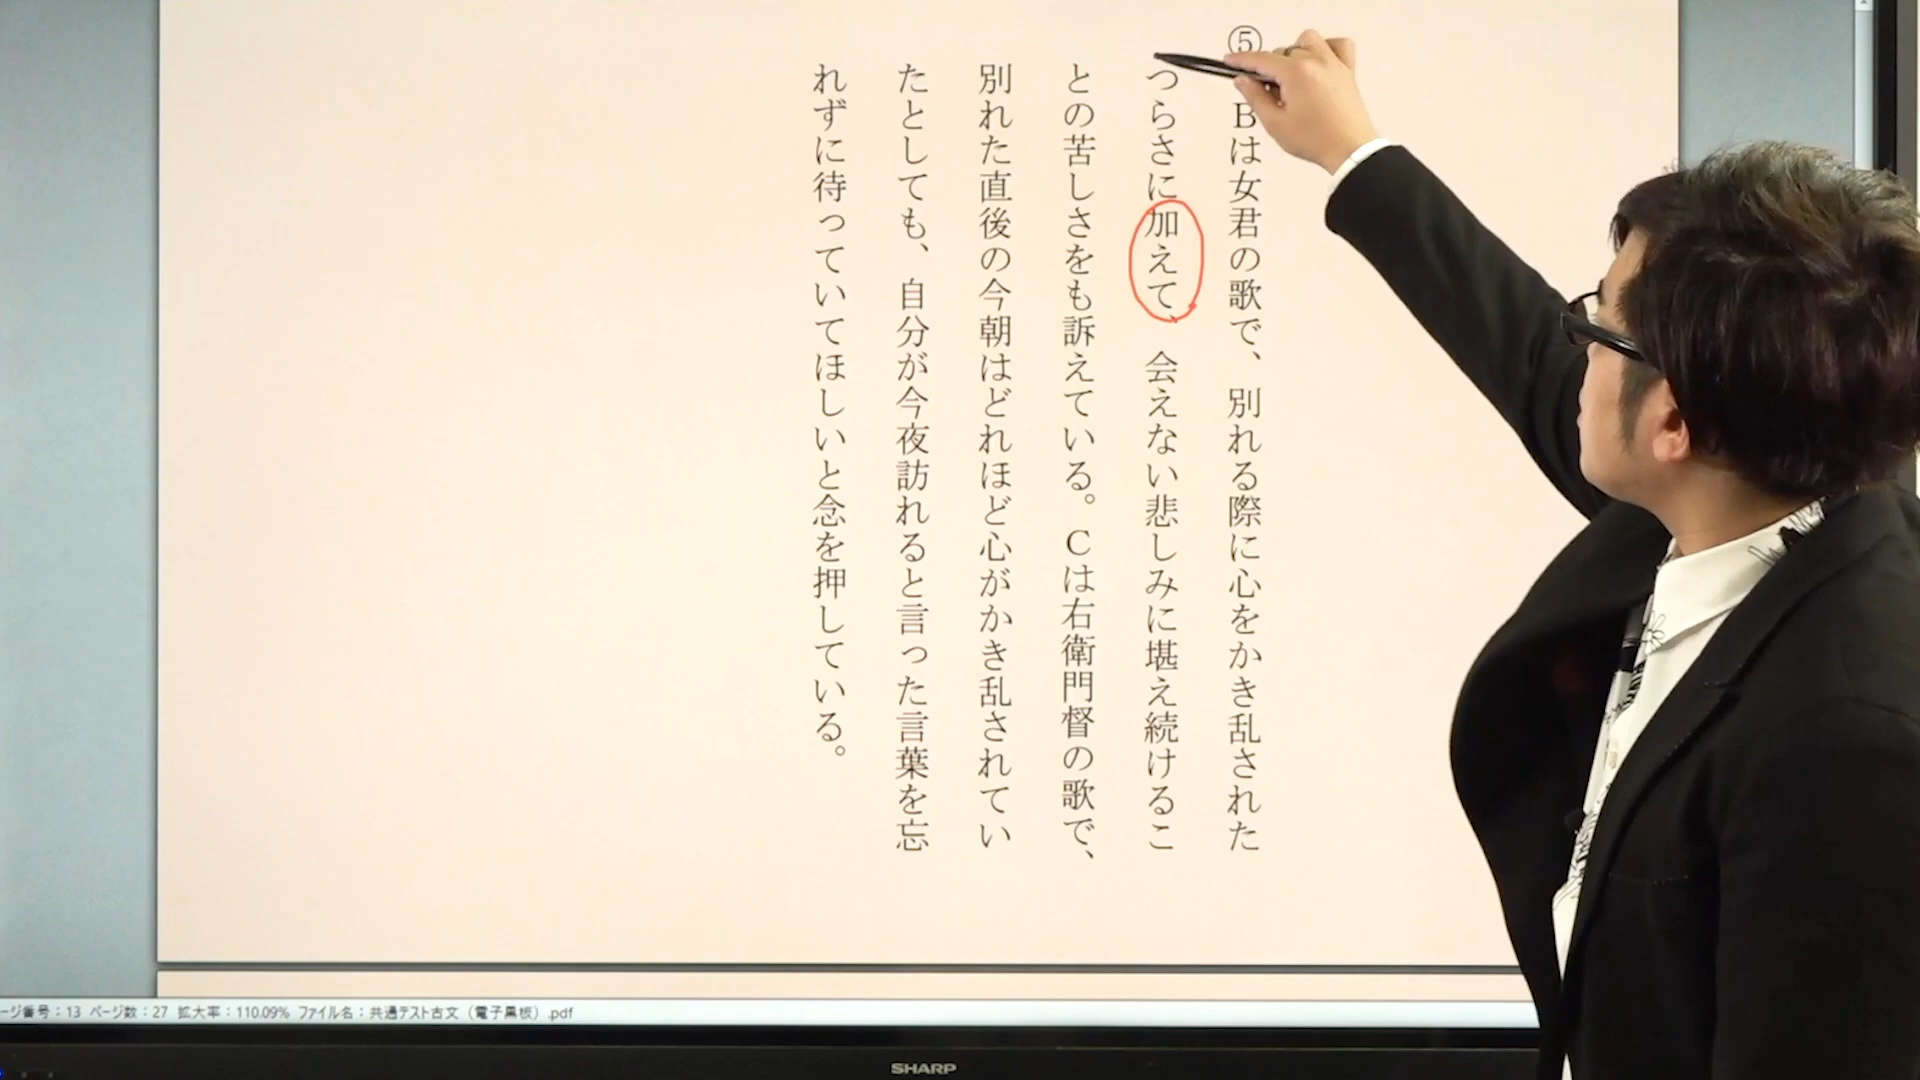 ⑤ Bは女君の歌で、別れる際に心をかき乱された
つらさに加えて、会えない悲しみに堪え続けるこ
との苦しさをも訴えている。Cは右衛門督の歌で、
別れた直後の今朝はどれほど心がかき乱されてい
たとしても、自分が今夜訪れると言った言葉を忘
れずに待っていてほしいと念を押している。
ージ番号：13 ページ数：27 拡大率：110.09% ファイル名：共通テスト古文（電子黒板）.pdf
SHARP